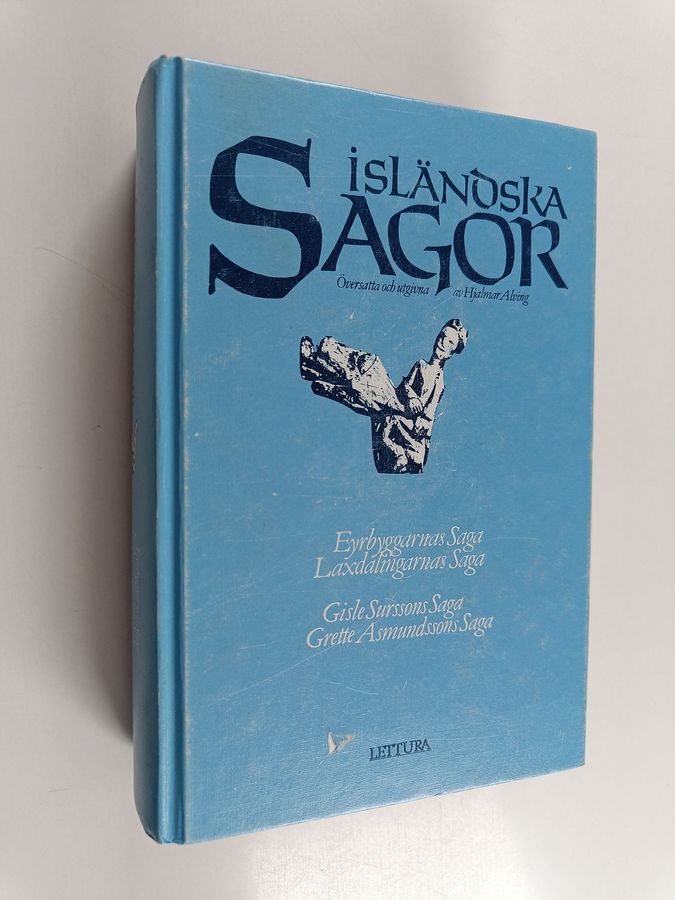 ISLÄNDSKA
SAGOR
Översatta och utgivna av Hjalmar Alving
Eyrbyggarnas Saga
Laxdalingarnas Saga
Gisle Surssons Saga
Grette Asmundssons Saga
LETTURA